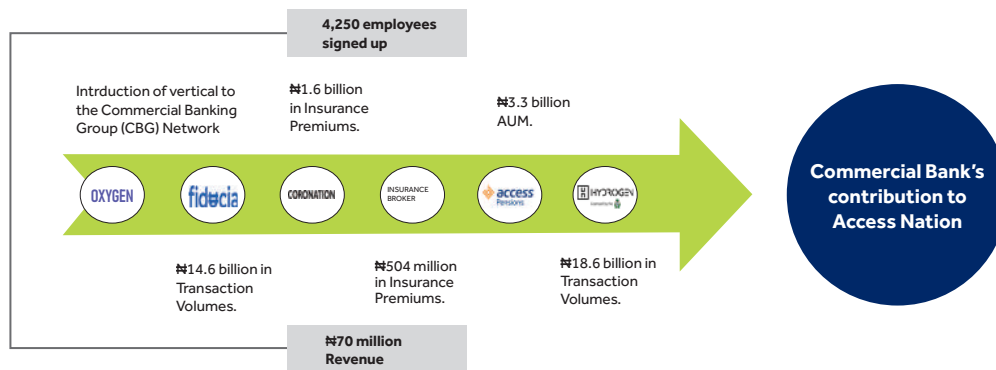 4,250 employees
signed up
Intrduction of vertical to
the Commercial Banking
Group (CBG) Network
₦1.6 billion
in Insurance
Premiums.
₦3.3 billion
AUM.
OXYGEN
fiducia
CORONATION
INSURANCE
BROKER
access
Pensions
HYDROGEN
Commercial Bank’s
contribution to
Access Nation
₦14.6 billion in
Transaction
Volumes.
₦504 million
in Insurance
Premiums.
₦18.6 billion in
Transaction
Volumes.
₦70 million
Revenue